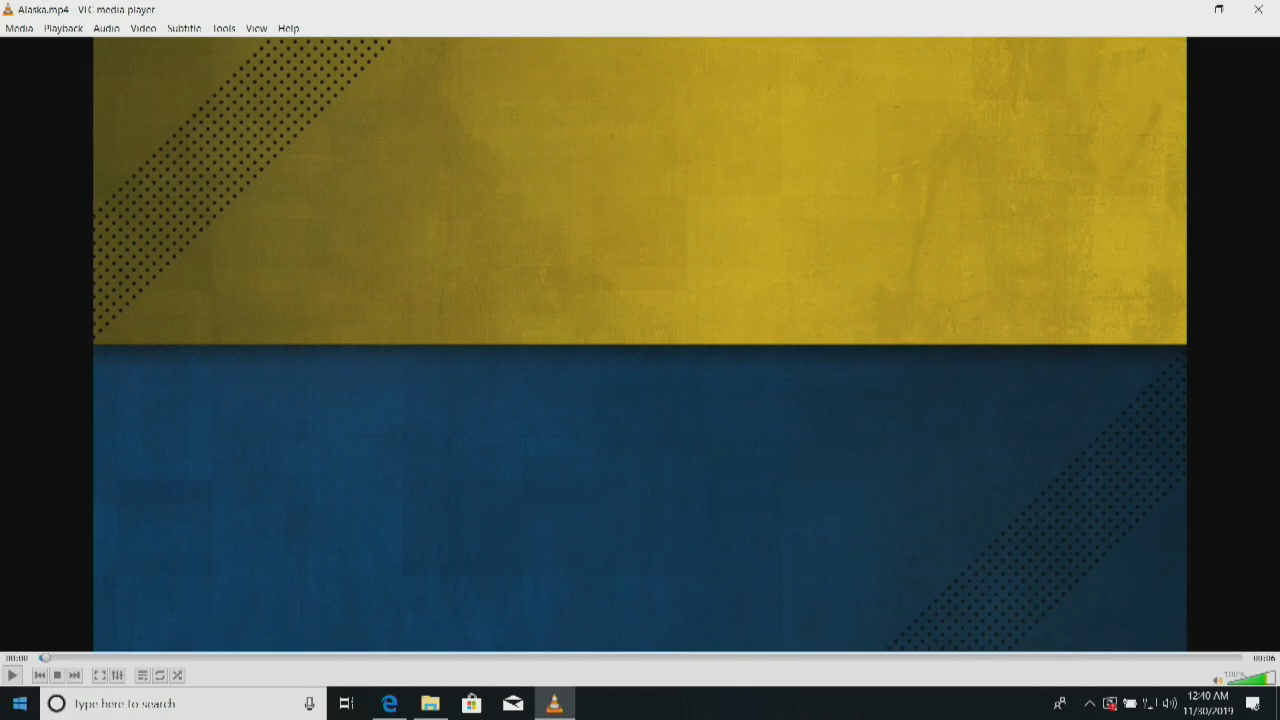 Alaska.mp4 - VLC media player
Media Playback Audio Video Subtitle Tools View Help
00:00
00:06
100%
Type here to search
12:40 AM
11/30/2019